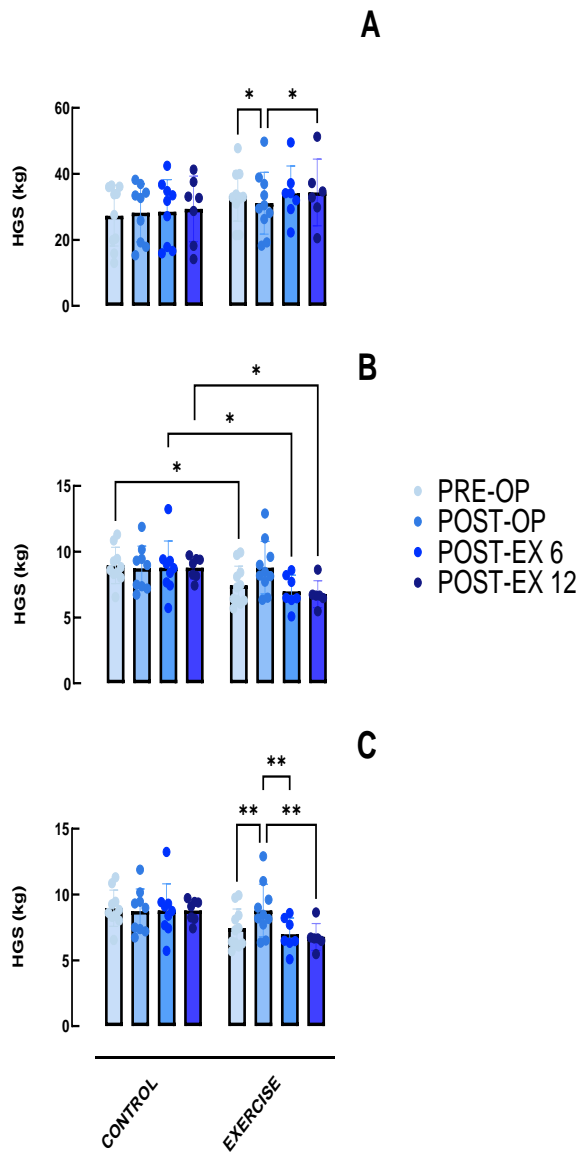 A
HGS (kg)
60
40
20
0
*
*
B
HGS (kg)
15
10
5
0
*
*
*
PRE-OP
POST-OP
POST-EX 6
POST-EX 12
C
HGS (kg)
15
10
5
0
**
**
**
CONTROL
EXERCISE